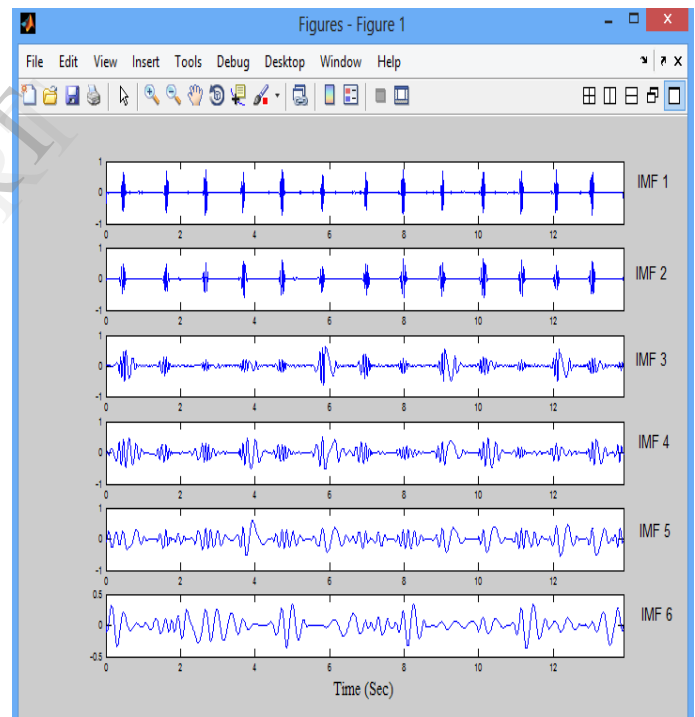 Figures - Figure 1
File Edit View Insert Tools Debug Desktop Window Help
1
0
-1
0 2 4 6 8 10 12
IMF 1
1
0
-1
0 2 4 6 8 10 12
IMF 2
1
0
-1
0 2 4 6 8 10 12
IMF 3
1
0
-1
0 2 4 6 8 10 12
IMF 4
1
0
-1
0 2 4 6 8 10 12
IMF 5
0.5
0
-0.5
0 2 4 6 8 10 12
IMF 6
Time (Sec)